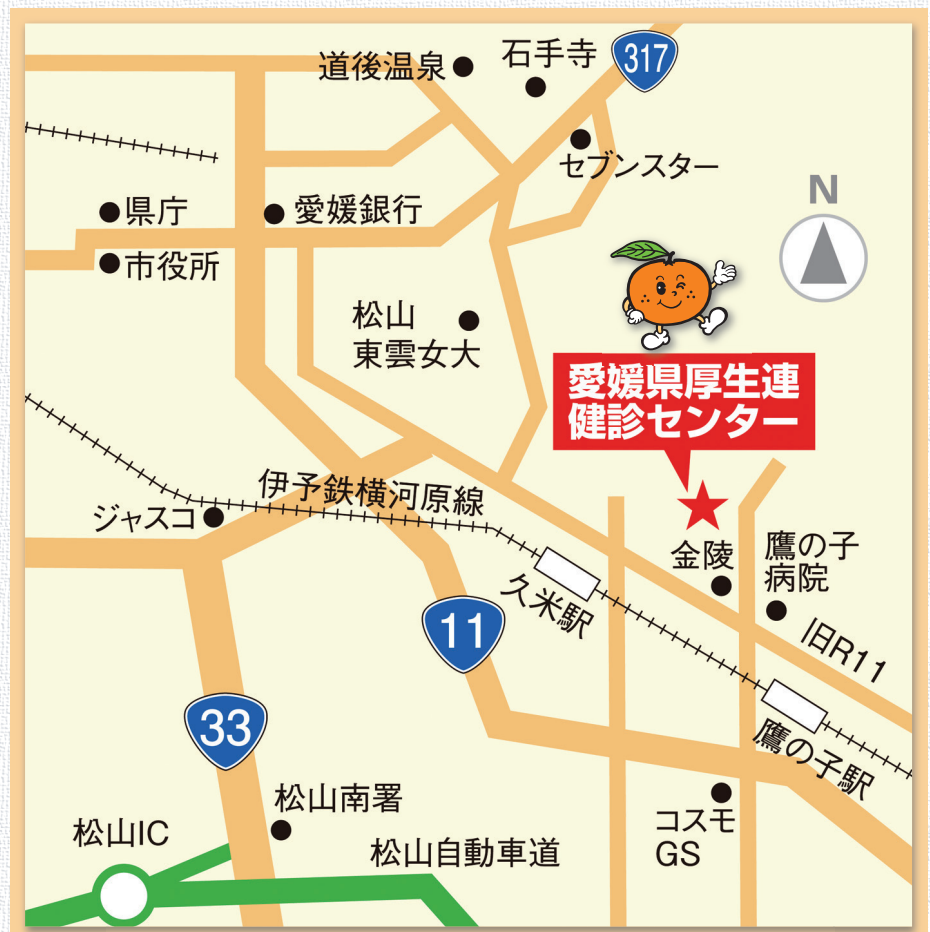 道後温泉
石手寺
317
セブンスター
N
県庁
愛媛銀行
市役所
松山
東雲女大
愛媛県厚生連
健診センター
伊予鉄横河原線
ジャスコ
金陵
鷹の子
病院
久米駅
11
旧R11
33
鷹の子駅
松山南署
コスモ
GS
松山IC
松山自動車道